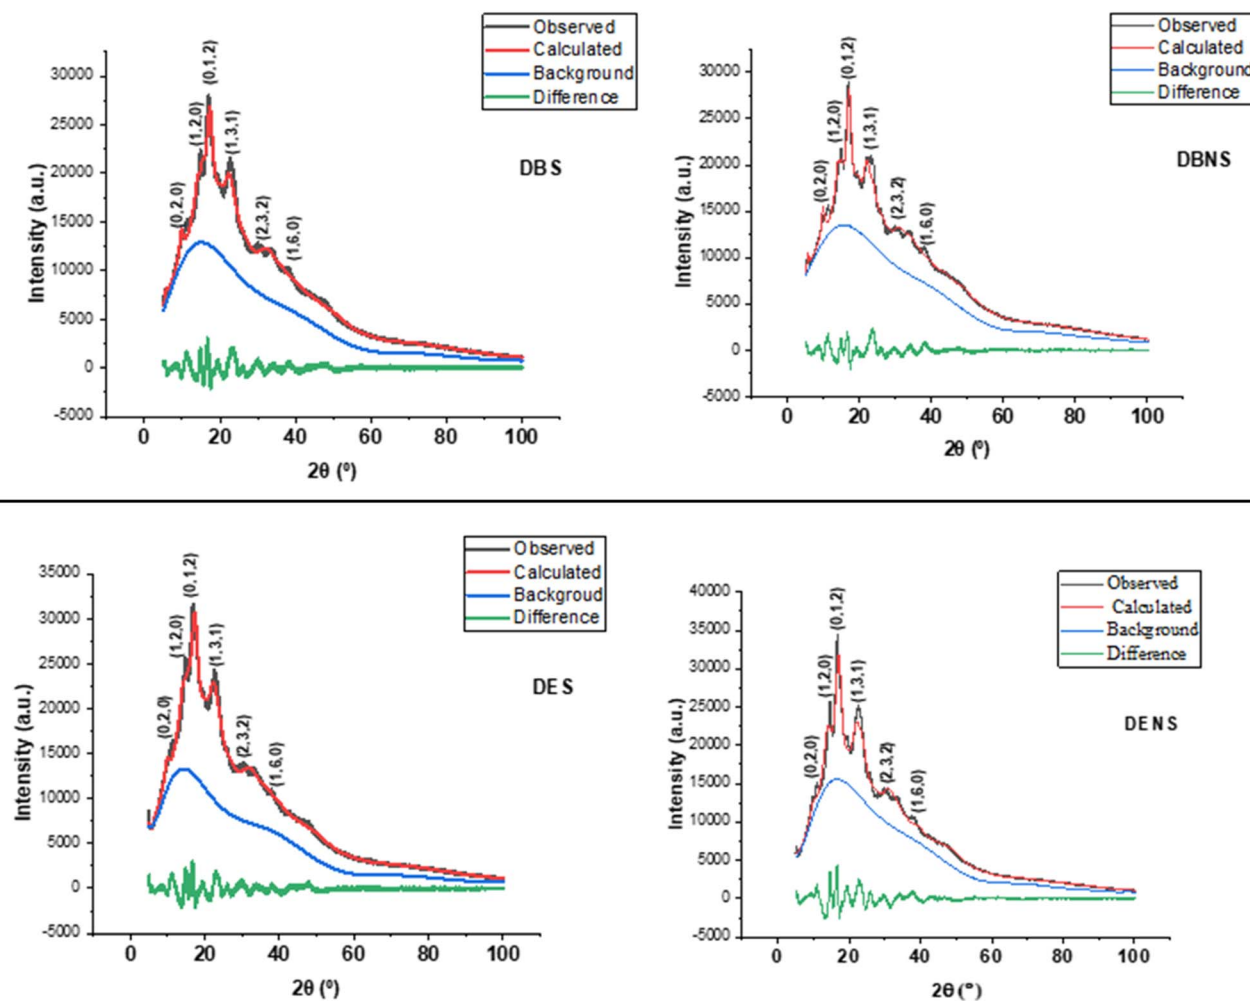 Observed
Calculated
Background
Difference
DBS
(0,2,0)
(1,2,0)
(0,1,2)
(1,3,1)
(2,3,2)
(1,6,0)
Intensity (a.u.)
30000
25000
20000
15000
10000
5000
0
-5000
0 20 40 60 80 100
2θ (⁰)
Observed
Calculated
Background
Difference
DBNS
(0,2,0)
(1,2,0)
(0,1,2)
(1,3,1)
(2,3,2)
(1,6,0)
Intensity (a.u.)
30000
25000
20000
15000
10000
5000
0
-5000
0 20 40 60 80 100
2θ (⁰)
Observed
Calculated
Backgroud
Difference
DES
(0,2,0)
(1,2,0)
(0,1,2)
(1,3,1)
(2,3,2)
(1,6,0)
Intensity (a.u.)
35000
30000
25000
20000
15000
10000
5000
0
-5000
0 20 40 60 80 100
2θ (⁰)
Observed
Calculated
Background
Difference
DENS
(0,2,0)
(1,2,0)
(0,1,2)
(1,3,1)
(2,3,2)
(1,6,0)
Intensity (a.u.)
40000
35000
30000
25000
20000
15000
10000
5000
0
-5000
0 20 40 60 80 100
2θ (°)